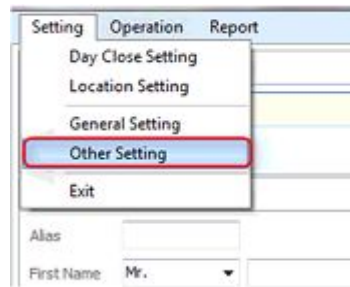 Setting Operation Report
Day Close Setting
Location Setting
General Setting
Other Setting
Exit
Alias
First Name Mr.